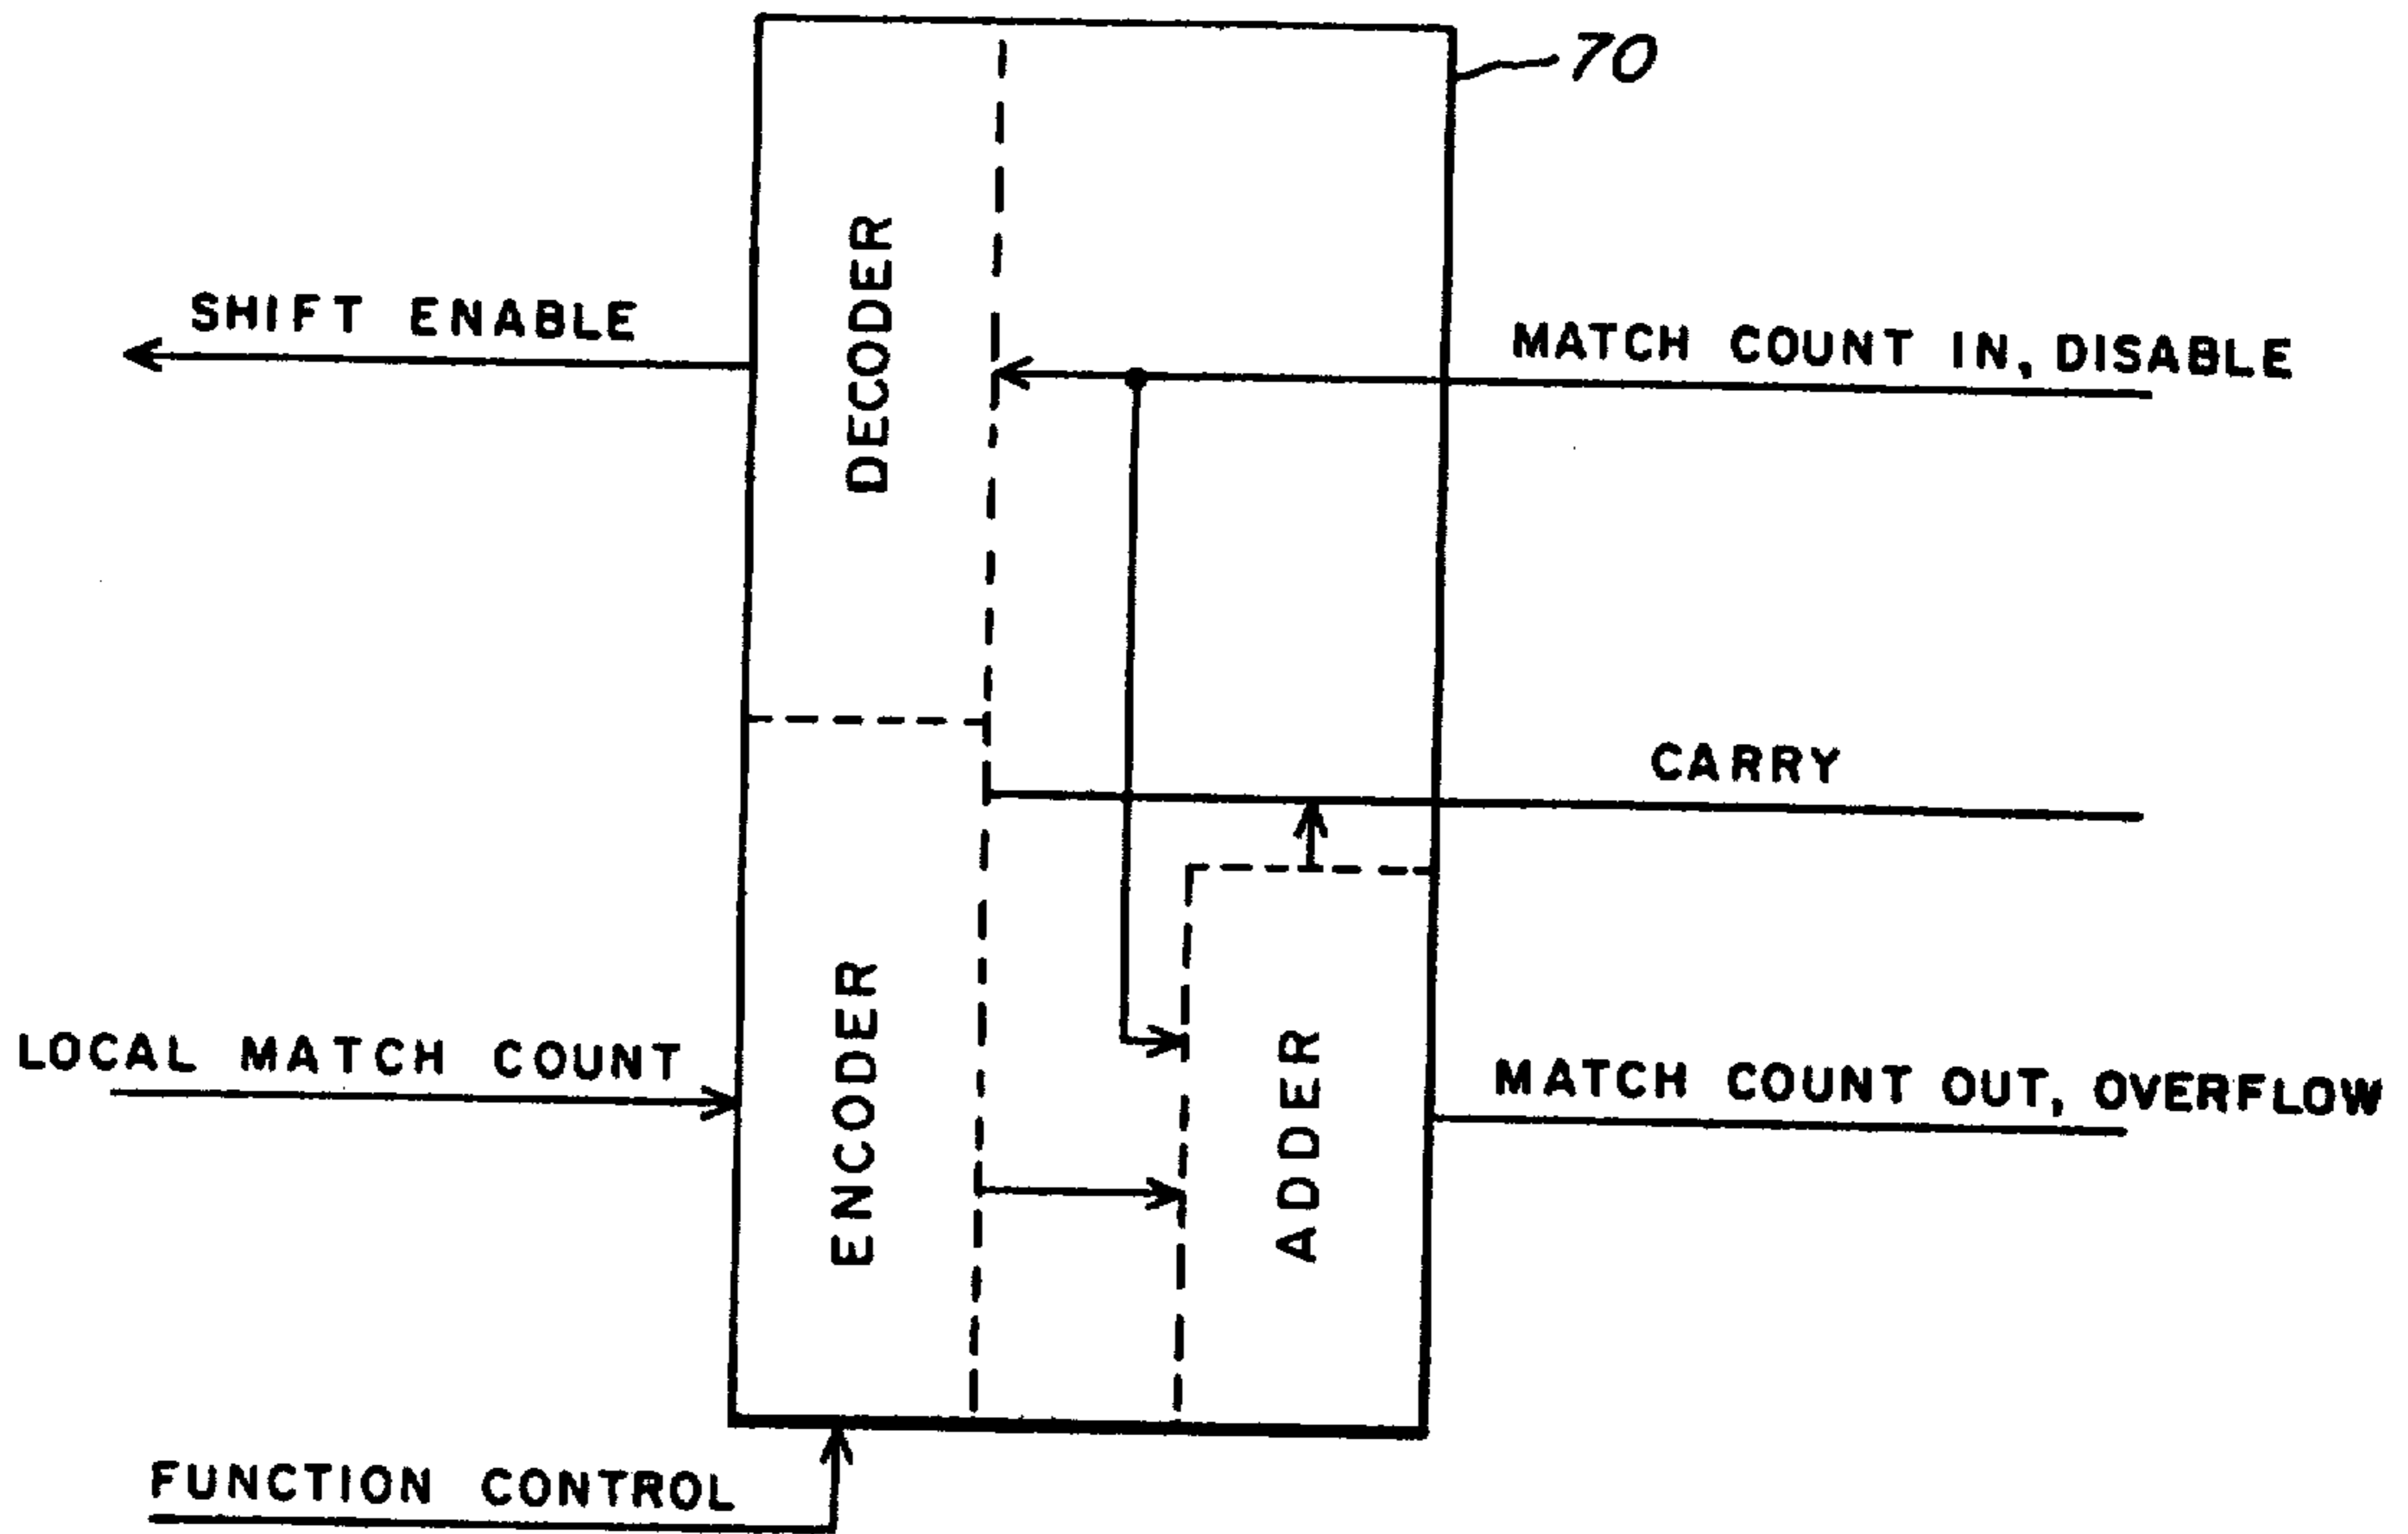 70
DECODER
SHIFT ENABLE
MATCH COUNT IN, DISABLE
CARRY
ENCODER
ADDER
LOCAL MATCH COUNT
MATCH COUNT OUT, OVERFLOW
FUNCTION CONTROL